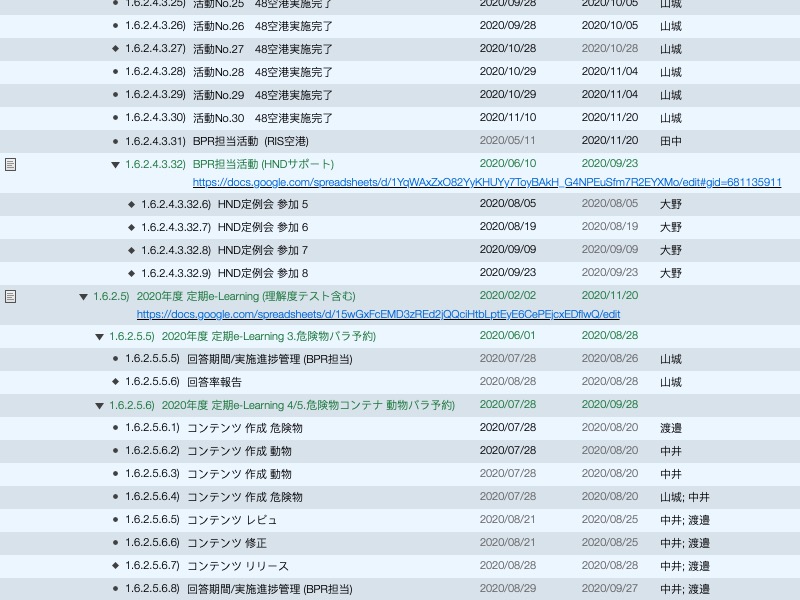 1.6.2.4.3.25) 活動No.25 48空港実施完了 2020/09/28 2020/10/05 山城
1.6.2.4.3.26) 活動No.26 48空港実施完了 2020/09/28 2020/10/05 山城
1.6.2.4.3.27) 活動No.27 48空港実施完了 2020/10/28 2020/10/28 山城
1.6.2.4.3.28) 活動No.28 48空港実施完了 2020/10/29 2020/11/04 山城
1.6.2.4.3.29) 活動No.29 48空港実施完了 2020/10/29 2020/11/04 山城
1.6.2.4.3.30) 活動No.30 48空港実施完了 2020/11/10 2020/11/20 山城
1.6.2.4.3.31) BPR担当活動 (RIS空港) 2020/05/11 2020/11/20 田中
1.6.2.4.3.32) BPR担当活動 (HNDサポート) 2020/06/10 2020/09/23
https://docs.google.com/spreadsheets/d/1YqWAxZxO82YyKHUYy7ToyBAkH_G4NPEuSfm7R2EYXMo/edit#gid=681135911
1.6.2.4.3.32.6) HND定例会 参加 5 2020/08/05 2020/08/05 大野
1.6.2.4.3.32.7) HND定例会 参加 6 2020/08/19 2020/08/19 大野
1.6.2.4.3.32.8) HND定例会 参加 7 2020/09/09 2020/09/09 大野
1.6.2.4.3.32.9) HND定例会 参加 8 2020/09/23 2020/09/23 大野
1.6.2.5) 2020年度 定期e-Learning (理解度テスト含む) 2020/02/02 2020/11/20
https://docs.google.com/spreadsheets/d/15wGxFcEMD3zREd2jQQciHtbLptEyE6CePEjcxEDflwQ/edit
1.6.2.5.5) 2020年度 定期e-Learning 3.危険物バラ予約) 2020/06/01 2020/08/28
1.6.2.5.5.5) 回答期間/実施進捗管理 (BPR担当) 2020/07/28 2020/08/26 山城
1.6.2.5.5.6) 回答率報告 2020/08/28 2020/08/28 山城
1.6.2.5.6) 2020年度 定期e-Learning 4/5.危険物コンテナ 動物バラ予約) 2020/07/28 2020/09/28
1.6.2.5.6.1) コンテンツ 作成 危険物 2020/07/28 2020/08/20 渡邉
1.6.2.5.6.2) コンテンツ 作成 動物 2020/07/28 2020/08/20 中井
1.6.2.5.6.3) コンテンツ 作成 動物 2020/07/28 2020/08/20 中井
1.6.2.5.6.4) コンテンツ 作成 危険物 2020/07/28 2020/08/20 山城; 中井
1.6.2.5.6.5) コンテンツ レビュ 2020/08/21 2020/08/25 中井; 渡邉
1.6.2.5.6.6) コンテンツ 修正 2020/08/21 2020/08/25 中井; 渡邉
1.6.2.5.6.7) コンテンツ リリース 2020/08/28 2020/08/28 中井; 渡邉
1.6.2.5.6.8) 回答期間/実施進捗管理 (BPR担当) 2020/08/29 2020/09/27 中井; 渡邉